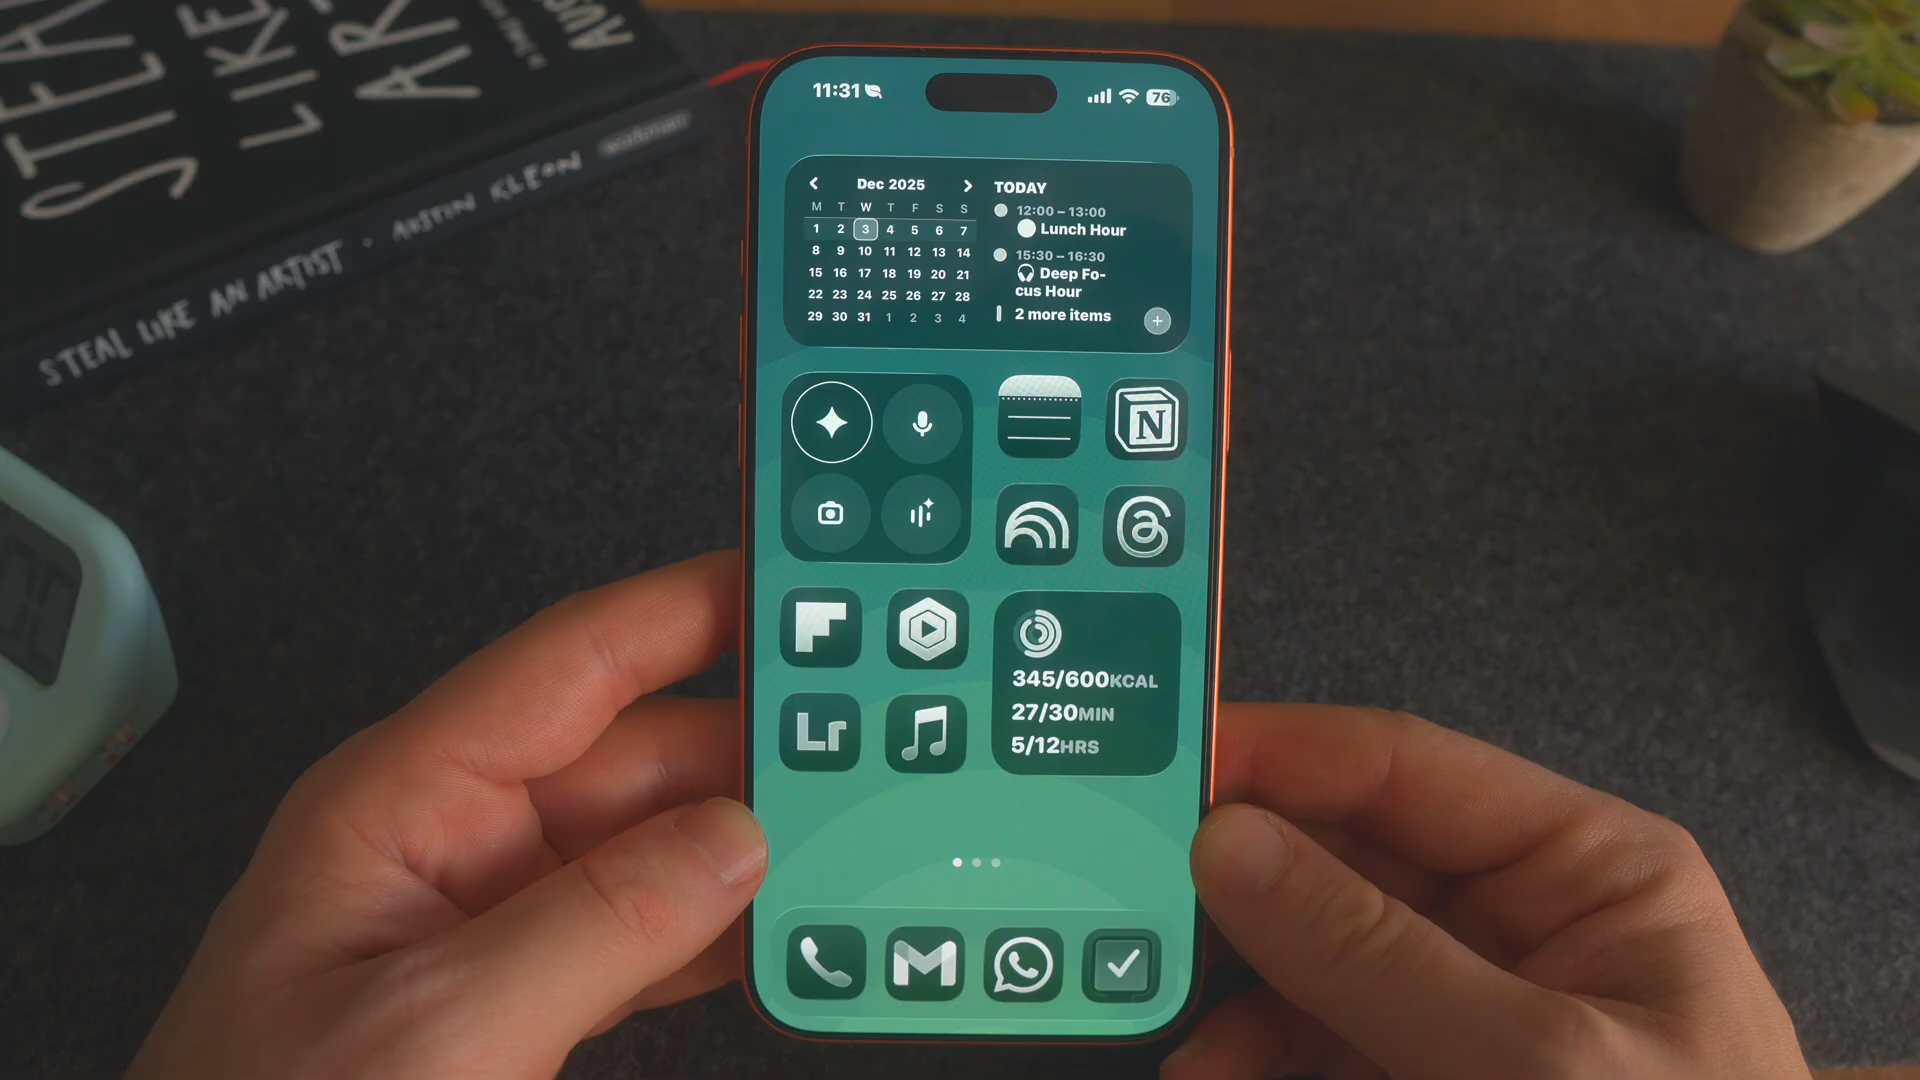 STEAL
LIKE
AR
AUS
STEAL LIKE AN ARTIST · AUSTIN KLEON workman
11:31
76
Dec 2025
M T W T F S S
1 2 3 4 5 6 7
8 9 10 11 12 13 14
15 16 17 18 19 20 21
22 23 24 25 26 27 28
29 30 31 1 2 3 4
TODAY
12:00 – 13:00
Lunch Hour
15:30 – 16:30
Deep Fo-
cus Hour
2 more items
+
N
Lr
345/600KCAL
27/30MIN
5/12HRS